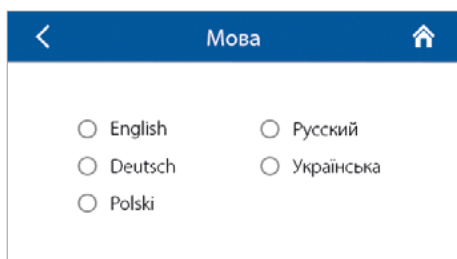 Мова
English
Русский
Deutsch
Українська
Polski